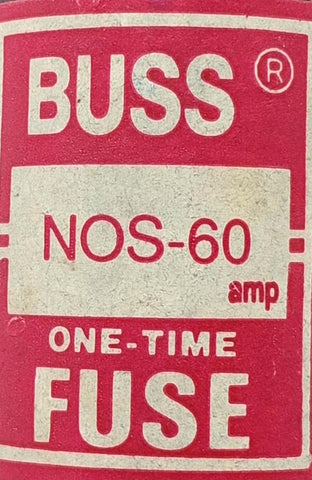 BUSS ®
NOS-60
amp
ONE-TIME
FUSE